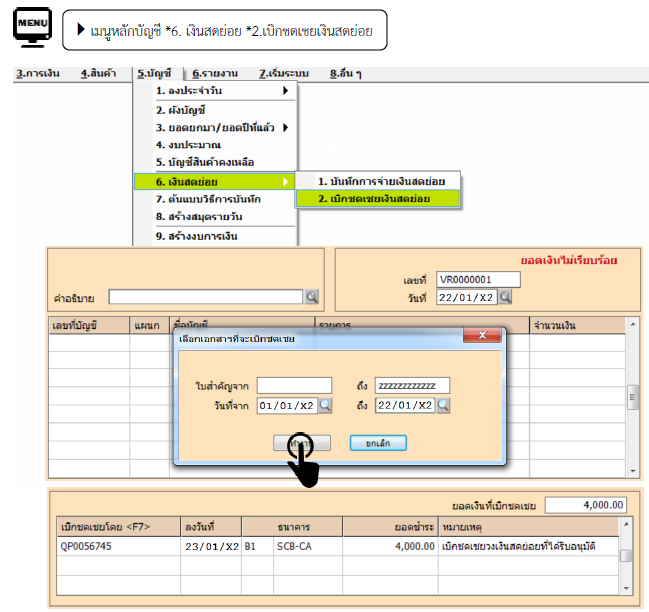 MENU
เมนูหลักบัญชี *6. เงินสดย่อย *2.เบิกชดเชยเงินสดย่อย
3.การเงิน 4.สินค้า 5.บัญชี 6.รายงาน 7.เริ่มระบบ 8.อื่น ๆ
1. ลงประจำวัน
2. ผังบัญชี
3. ยอดยกมา/ยอดปีที่แล้ว
4. งบประมาณ
5. บัญชีสินค้าคงเหลือ
6. เงินสดย่อย
1. บันทึกการจ่ายเงินสดย่อย
7. ต้นแบบวิธีการบันทึก
2. เบิกชดเชยเงินสดย่อย
8. สร้างสมุดรายวัน
9. สร้างงบการเงิน
ยอดเงินไม่เรียบร้อย
เลขที่ VR0000001
คำอธิบาย วันที่ 22/01/X2
เลขที่บัญชี แผนก ชื่อบัญชี รายการ จำนวนเงิน
เลือกเอกสารที่จะเบิกชดเชย
ใบสำคัญจาก ถึง zzzzzzzzzzzz
วันที่จาก 01/01/X2 ถึง 22/01/X2
ยกเลิก
ยอดเงินที่เบิกชดเชย 4,000.00
เบิกชดเชยโดย <F7> ลงวันที่ ธนาคาร ยอดชำระ หมายเหตุ
QP0056745 23/01/X2 B1 SCB-CA 4,000.00 เบิกชดเชยวงเงินสดย่อยที่ได้รับอนุมัติ